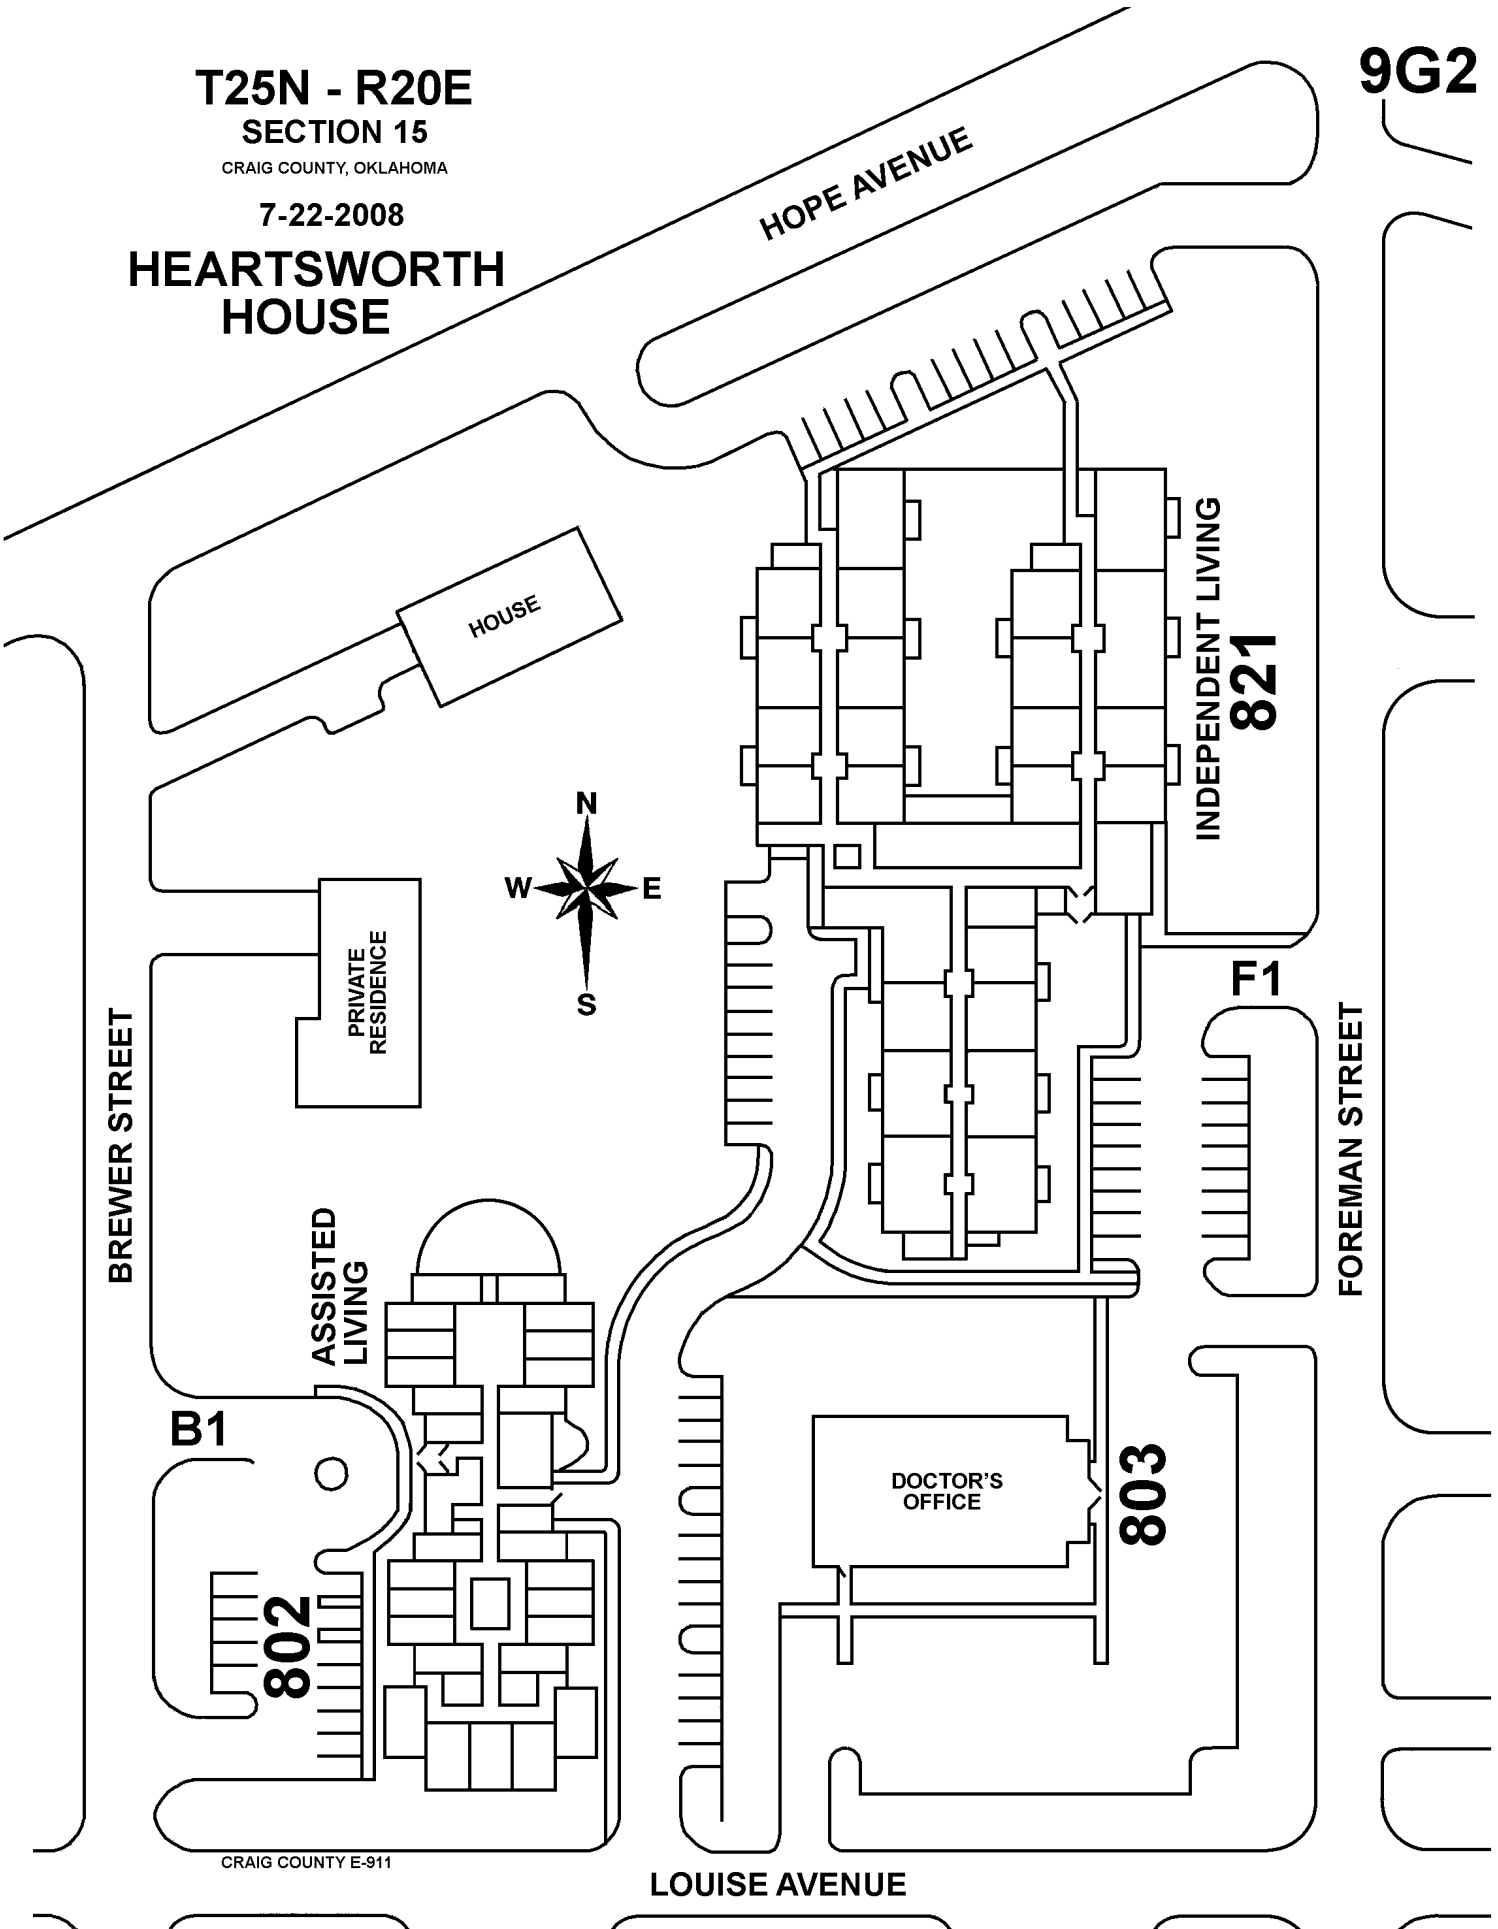 T25N - R20E
SECTION 15
CRAIG COUNTY, OKLAHOMA
7-22-2008
HEARTSWORTH
HOUSE
9G2
HOPE AVENUE
HOUSE
INDEPENDENT LIVING
821
N
W
E
S
PRIVATE
RESIDENCE
F1
BREWER STREET
FOREMAN STREET
ASSISTED
LIVING
B1
802
DOCTOR'S
OFFICE
803
CRAIG COUNTY E-911
LOUISE AVENUE